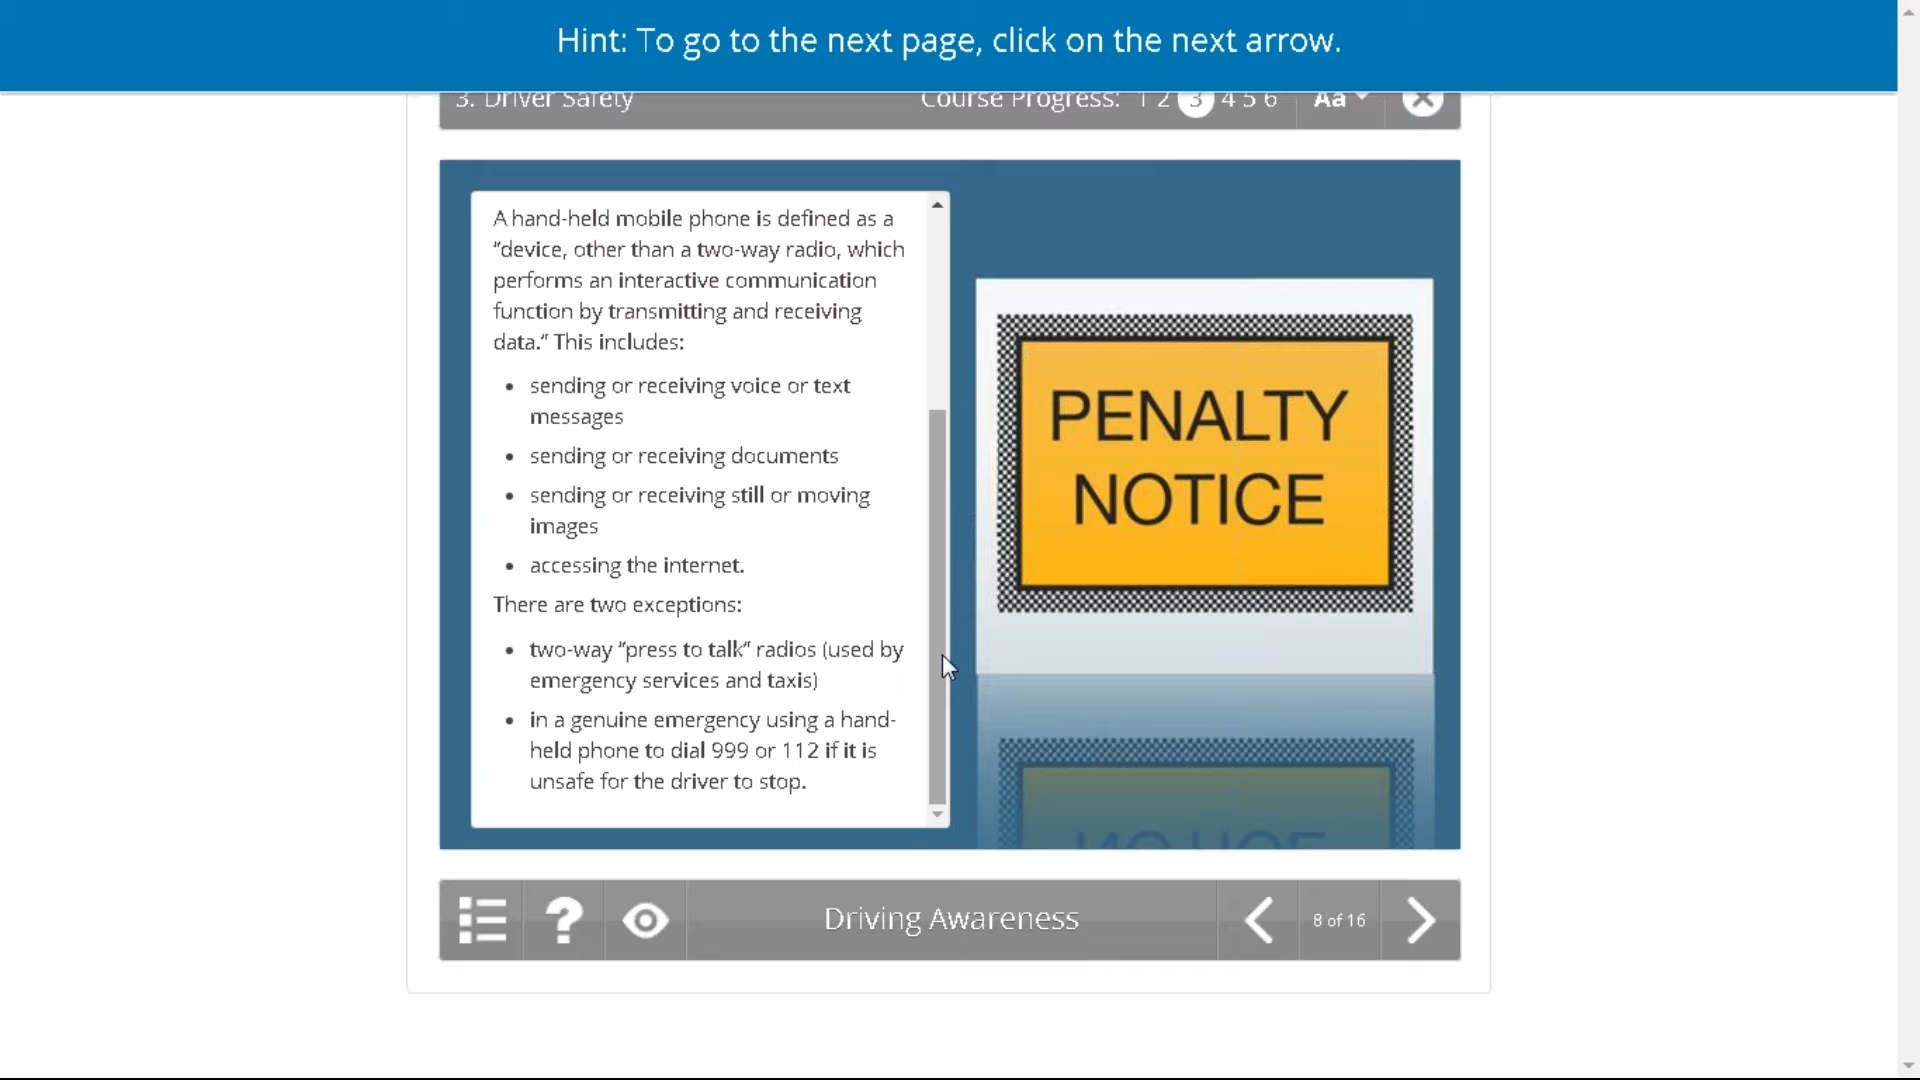 Hint: To go to the next page, click on the next arrow.
3. Driver Safety
Course Progress: 1 2 3 4 5 6
Aa
A hand-held mobile phone is defined as a
“device, other than a two-way radio, which
performs an interactive communication
function by transmitting and receiving
data.” This includes:
• sending or receiving voice or text
messages
• sending or receiving documents
• sending or receiving still or moving
images
• accessing the internet.
There are two exceptions:
• two-way “press to talk” radios (used by
emergency services and taxis)
• in a genuine emergency using a hand-
held phone to dial 999 or 112 if it is
unsafe for the driver to stop.
PENALTY
NOTICE
Driving Awareness
8 of 16